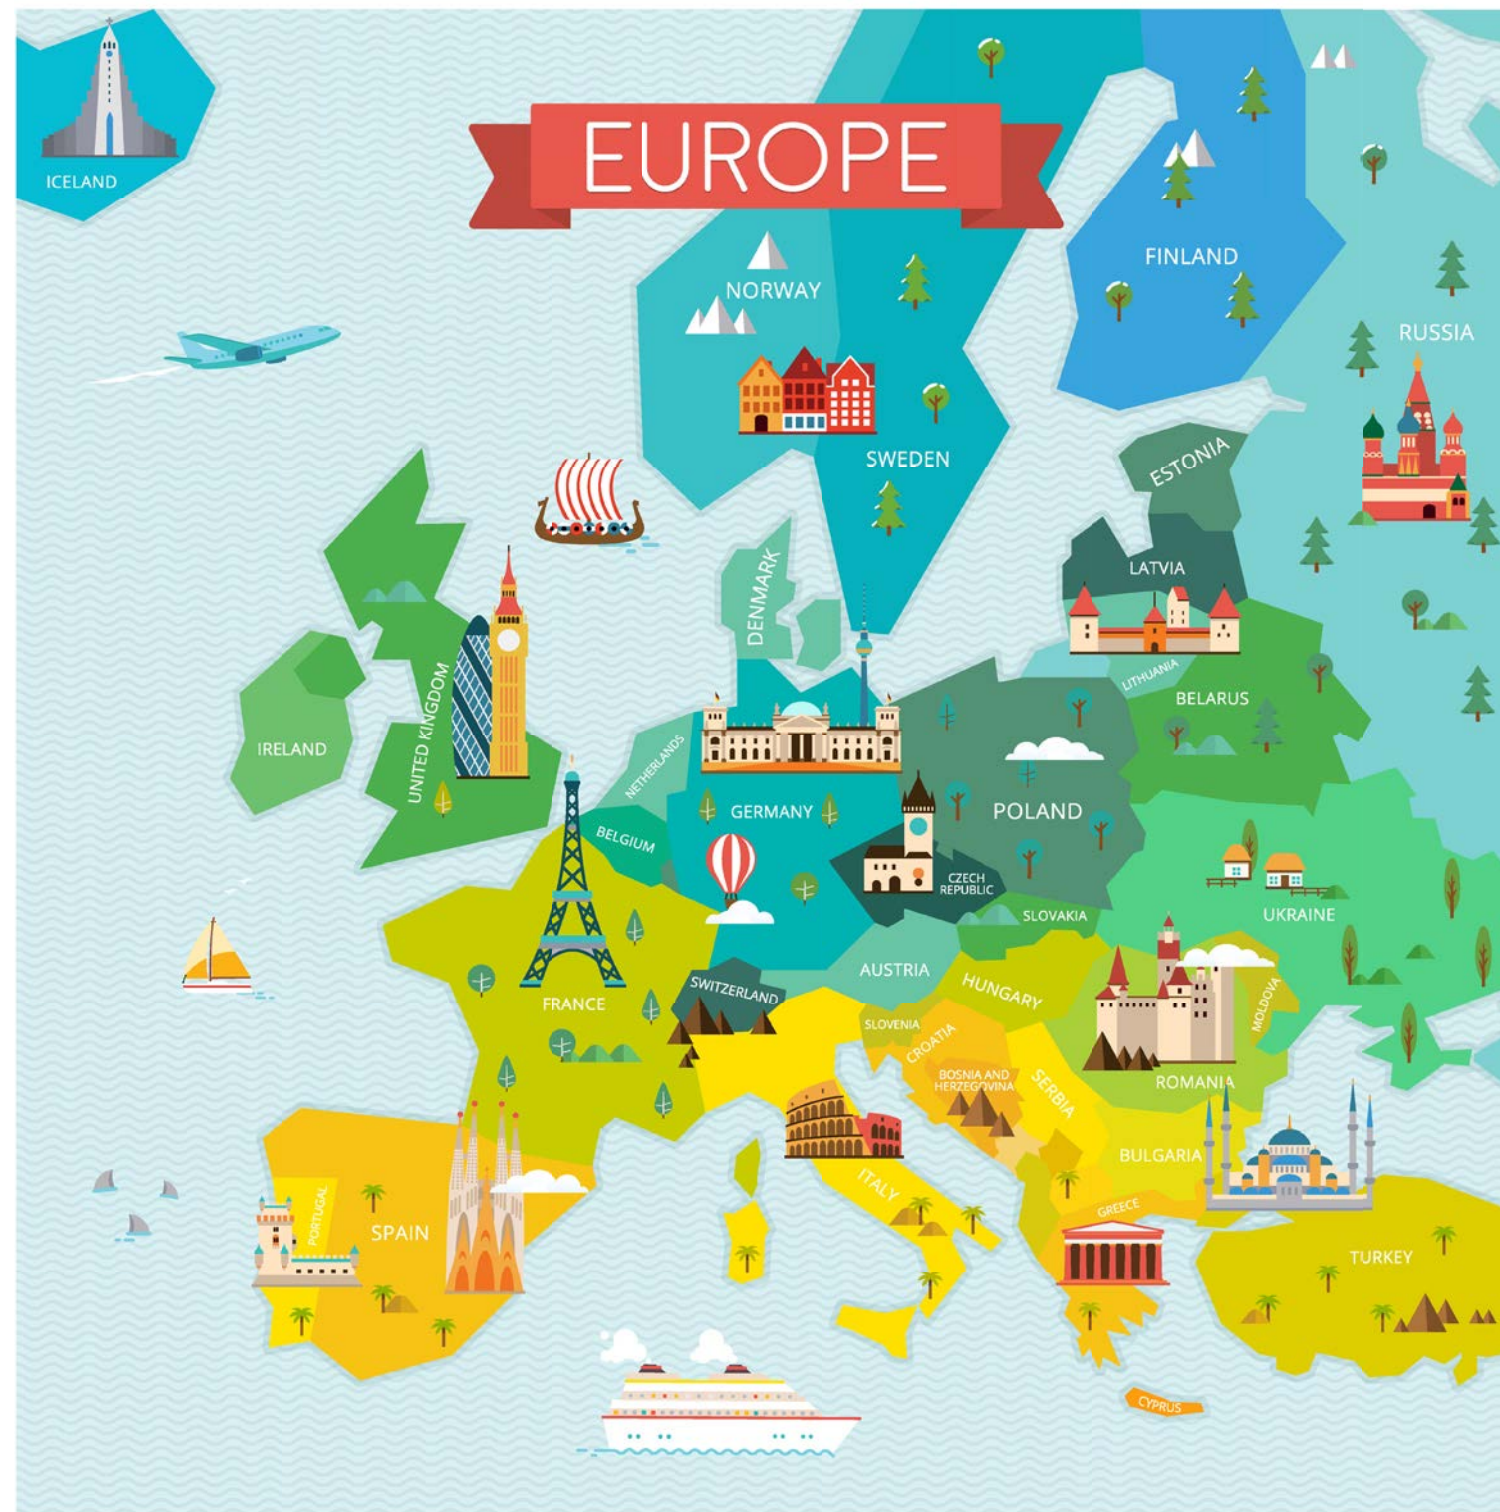 EUROPE
ICELAND
NORWAY
FINLAND
RUSSIA
SWEDEN
ESTONIA
LATVIA
DENMARK
LITHUANIA
BELARUS
IRELAND
UNITED KINGDOM
NETHERLANDS
BELGIUM
GERMANY
POLAND
CZECH
REPUBLIC
SLOVAKIA
UKRAINE
FRANCE
SWITZERLAND
AUSTRIA
HUNGARY
MOLDOVA
SLOVENIA
CROATIA
BOSNIA AND
HERZEGOVINA
SERBIA
ROMANIA
BULGARIA
ITALY
PORTUGAL
SPAIN
GREECE
TURKEY
CYPRUS